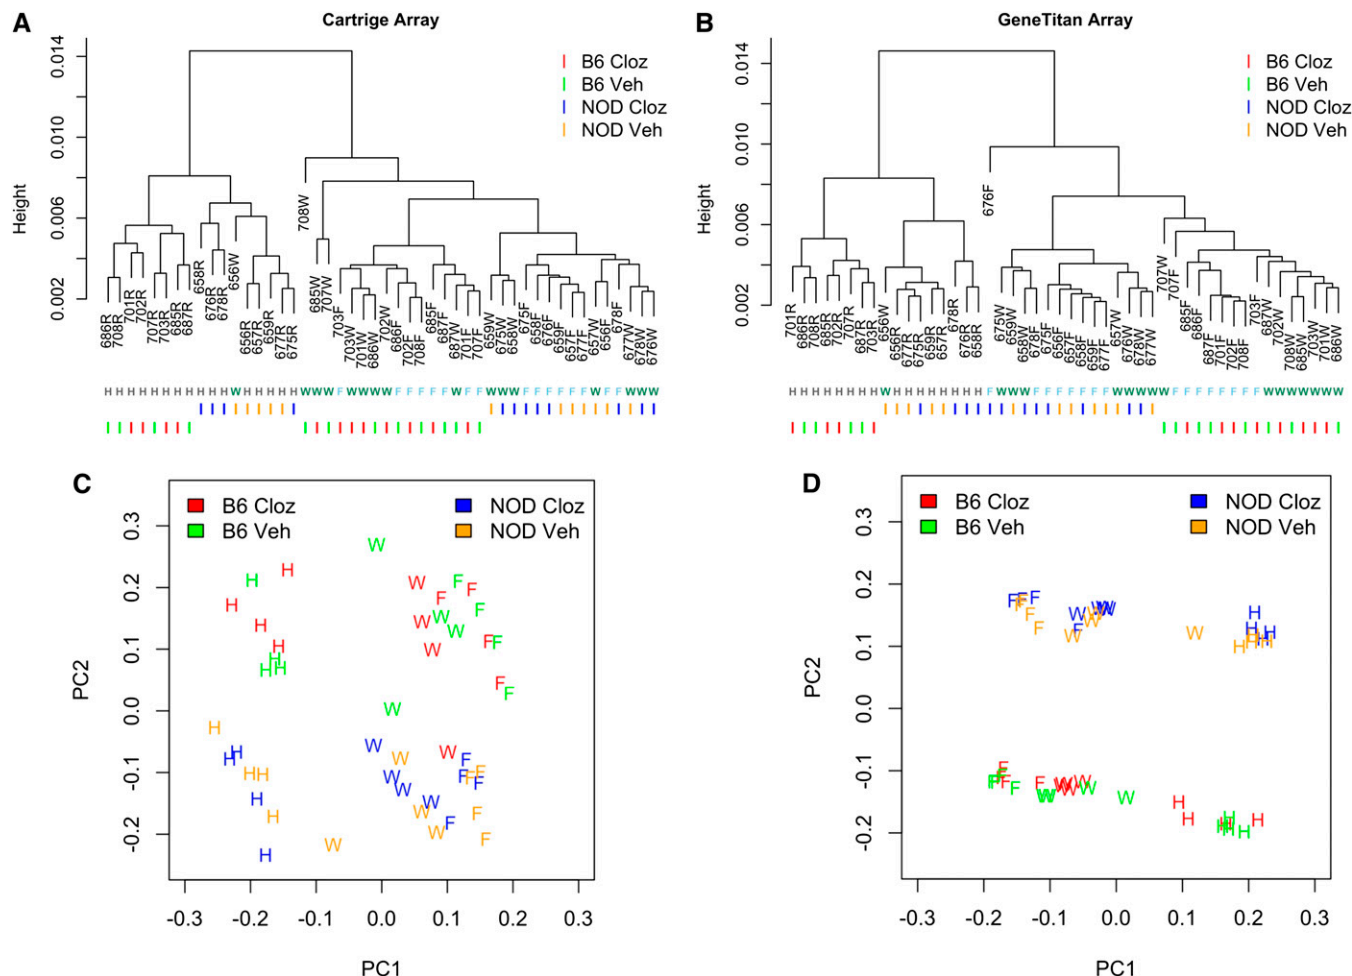 A
Cartrige Array
Height
0.014
0.010
0.006
0.002
B6 Cloz
B6 Veh
NOD Cloz
NOD Veh
686R 708R 701R 702R 707R 703R 685R 687R 658R 676R 678R 656W 656R 657R 659R 677R 675R 708W 685W 707W 703F 703W 701W 686W 702W 686F 702F 708F 685F 687F 687W 701F 707F 659W 675W 658W 675F 658F 676F 659F 657F 677F 657W 656F 678F 677W 678W 676W
H H H H H H H H H H H W H H H H H W W W F W W W W F F F F F W F F W W W F F F F F F W F F W W W
B
GeneTitan Array
Height
0.014
0.010
0.006
0.002
B6 Cloz
B6 Veh
NOD Cloz
NOD Veh
701R 686R 708R 685R 702R 707R 687R 703R 656W 656R 677R 675R 659R 657R 678R 676R 658R 676F 675W 659W 658W 678F 675F 656F 657F 658F 659F 677F 657W 676W 678W 677W 707W 707F 685F 686F 687F 701F 702F 708F 703F 687W 702W 708W 685W 703W 701W 686W
C
B6 Cloz
NOD Cloz
B6 Veh
NOD Veh
PC2
0.3
0.2
0.1
0.0
-0.1
-0.2
-0.3 -0.2 -0.1 0.0 0.1 0.2 0.3
PC1
D
B6 Cloz
NOD Cloz
B6 Veh
NOD Veh
PC2
0.3
0.2
0.1
0.0
-0.1
-0.2
-0.3 -0.2 -0.1 0.0 0.1 0.2 0.3
PC1